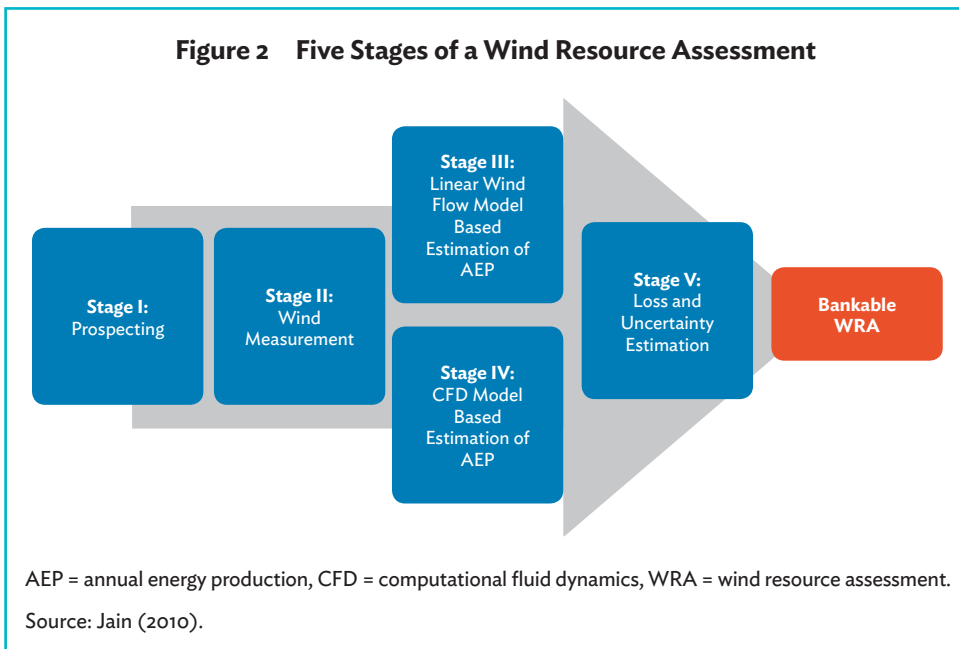 Figure 2 Five Stages of a Wind Resource Assessment
Stage I:
Prospecting
Stage II:
Wind
Measurement
Stage III:
Linear Wind
Flow Model
Based
Estimation of
AEP
Stage IV:
CFD Model
Based
Estimation of
AEP
Stage V:
Loss and
Uncertainty
Estimation
Bankable
WRA
AEP = annual energy production, CFD = computational fluid dynamics, WRA = wind resource assessment.
Source: Jain (2010).